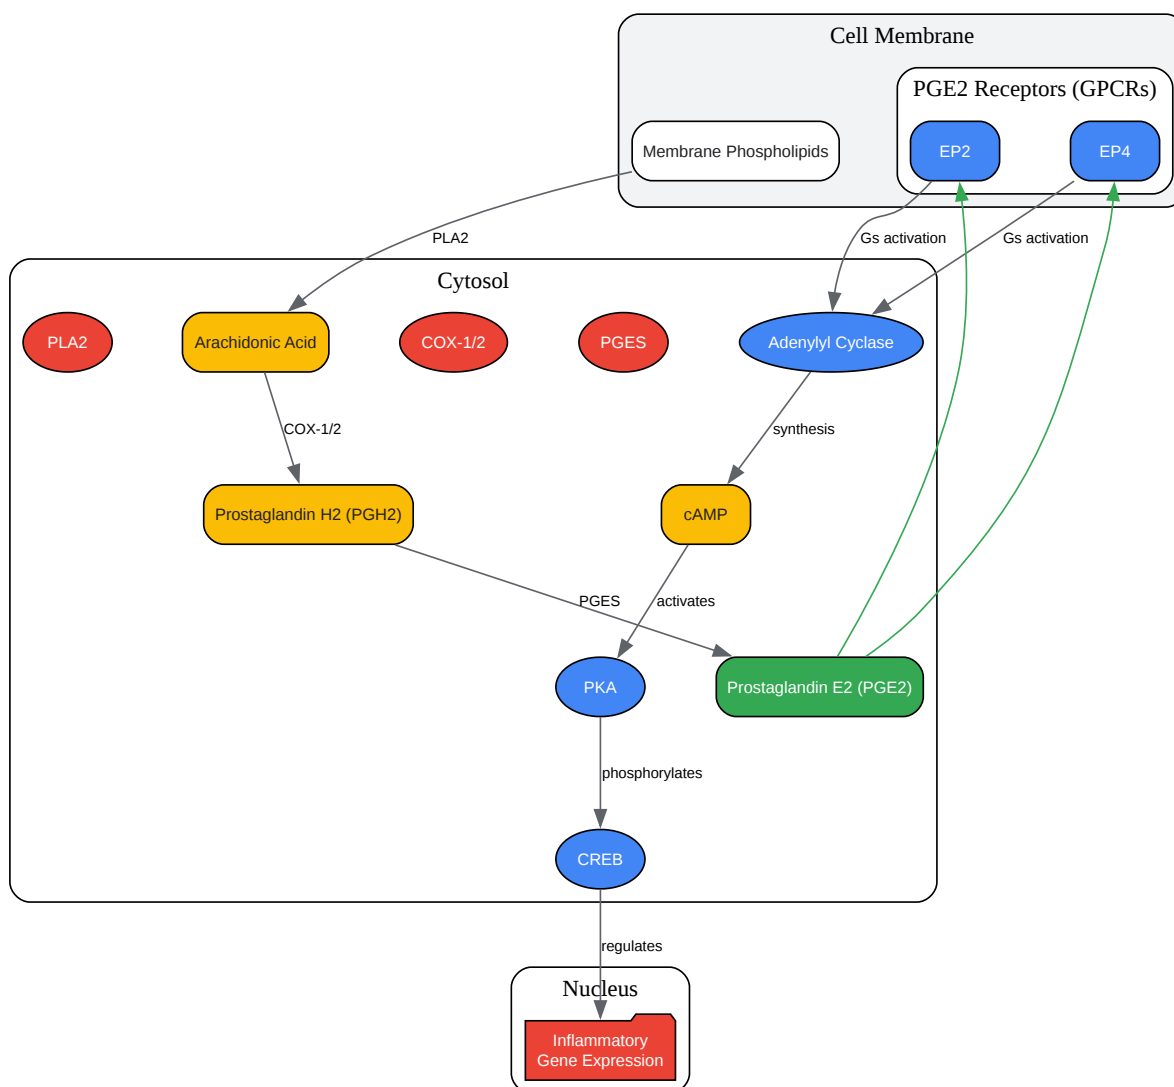 Cell Membrane
PGE2 Receptors (GPCRs)
Membrane Phospholipids
EP2
EP4
PLA2
Gs activation
Gs activation
Cytosol
PLA2
Arachidonic Acid
COX-1/2
PGES
Adenylyl Cyclase
COX-1/2
synthesis
Prostaglandin H2 (PGH2)
cAMP
PGES
activates
PKA
Prostaglandin E2 (PGE2)
phosphorylates
CREB
regulates
Nucleus
Inflammatory
Gene Expression